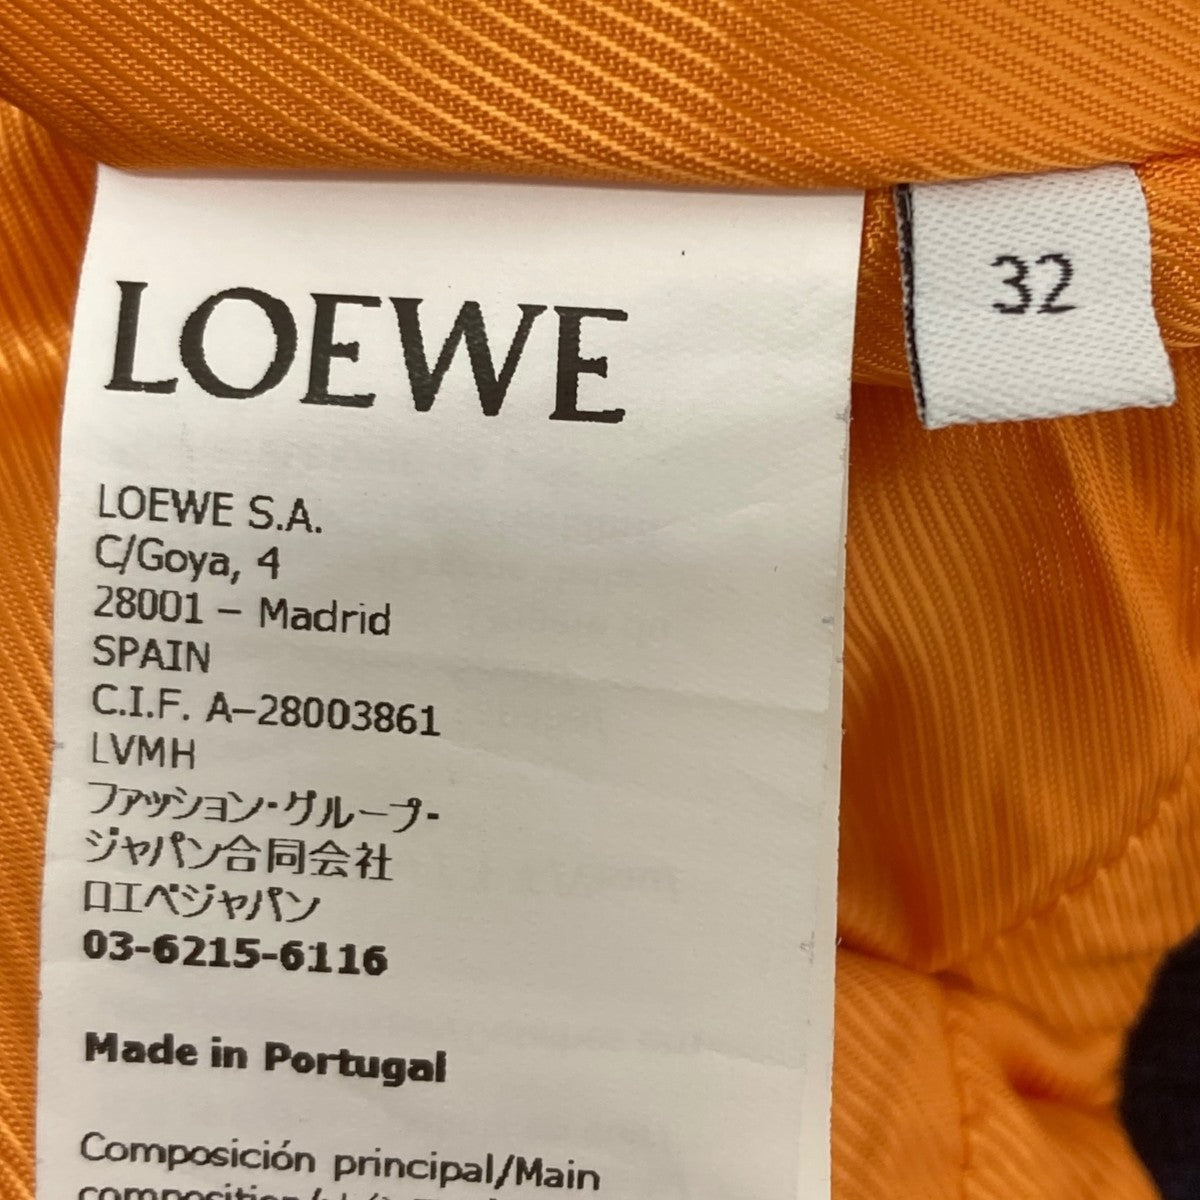 LOEWE
32
LOEWE S.A.
C/Goya, 4
28001 – Madrid
SPAIN
C.I.F. A–28003861
LVMH
ファッション・グループ・
ジャパン合同会社
ロエベジャパン
03-6215-6116
Made in Portugal
Composición principal/Main
composition/